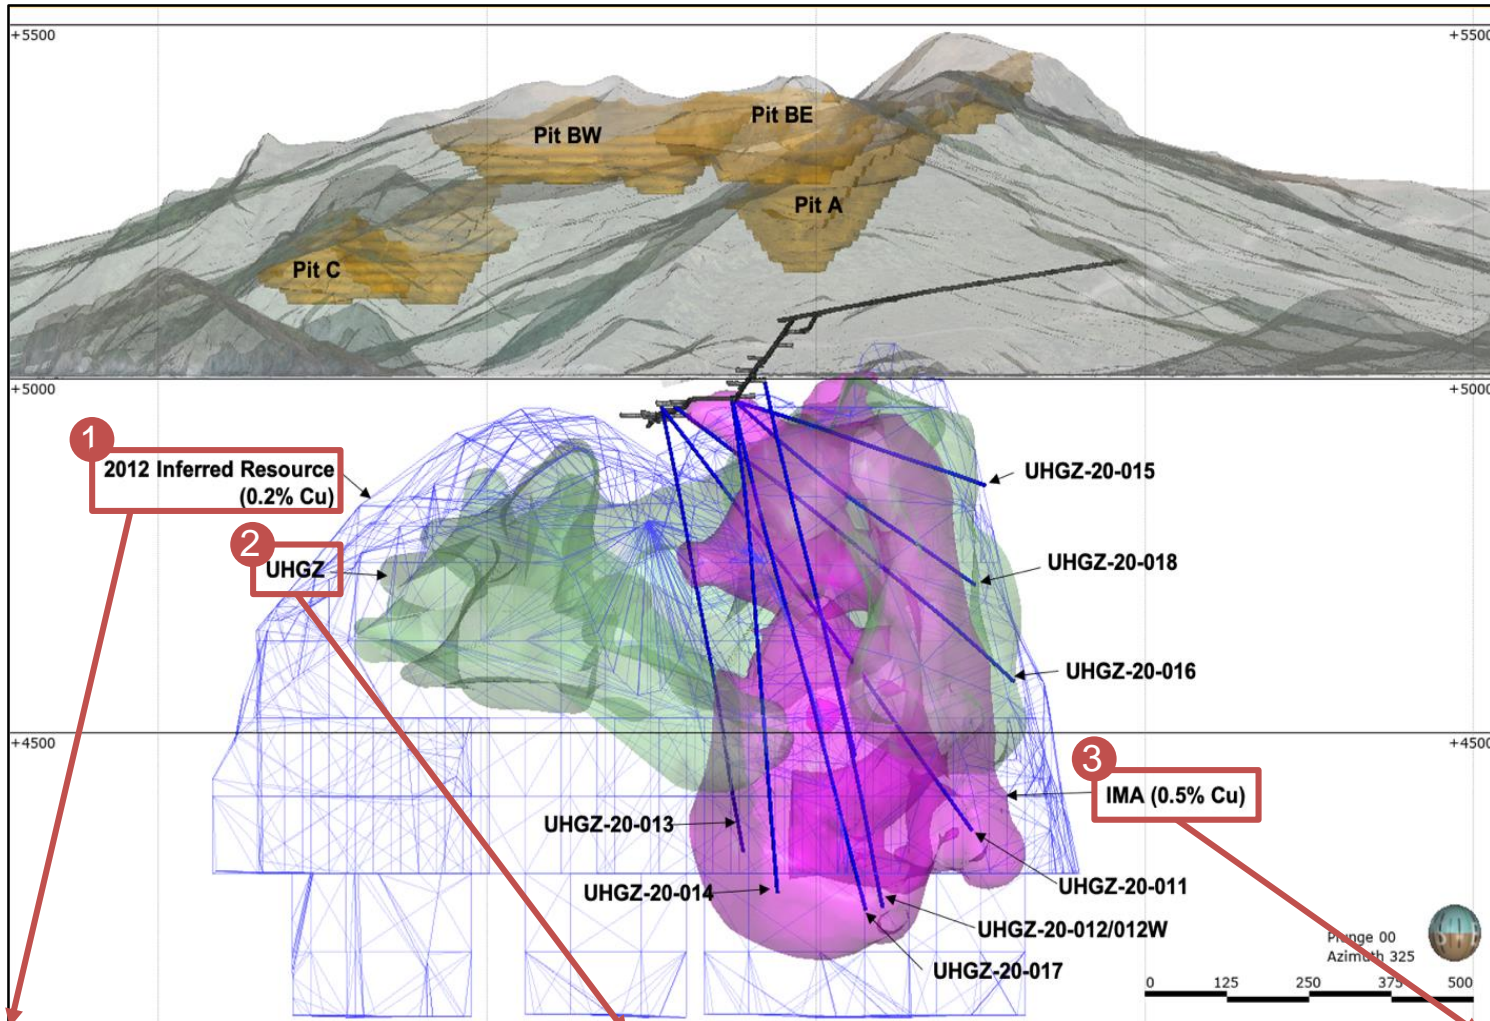 +5500
+5500
Pit BE
Pit BW
Pit A
Pit C
+5000
+5000
1
2012 Inferred Resource
(0.2% Cu)
UHGZ-20-015
2
UHGZ
UHGZ-20-018
UHGZ-20-016
+4500
+4500
3
IMA (0.5% Cu)
UHGZ-20-013
UHGZ-20-014
UHGZ-20-011
UHGZ-20-012/012W
UHGZ-20-017
Plunge 00
Azimuth 325
0 125 250 375 500